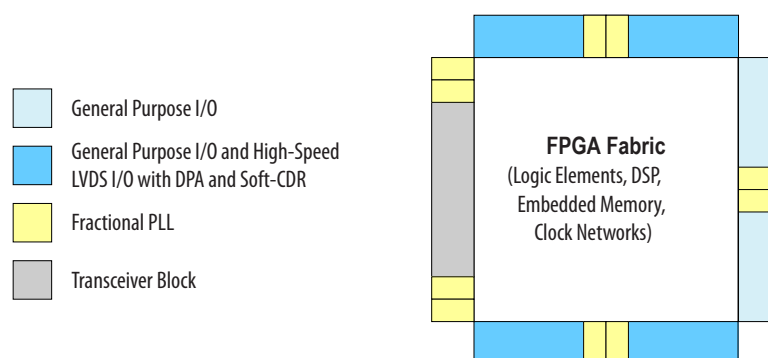 General Purpose I/O
General Purpose I/O and High-Speed
LVDS I/O with DPA and Soft-CDR
Fractional PLL
Transceiver Block
FPGA Fabric
(Logic Elements, DSP,
Embedded Memory,
Clock Networks)